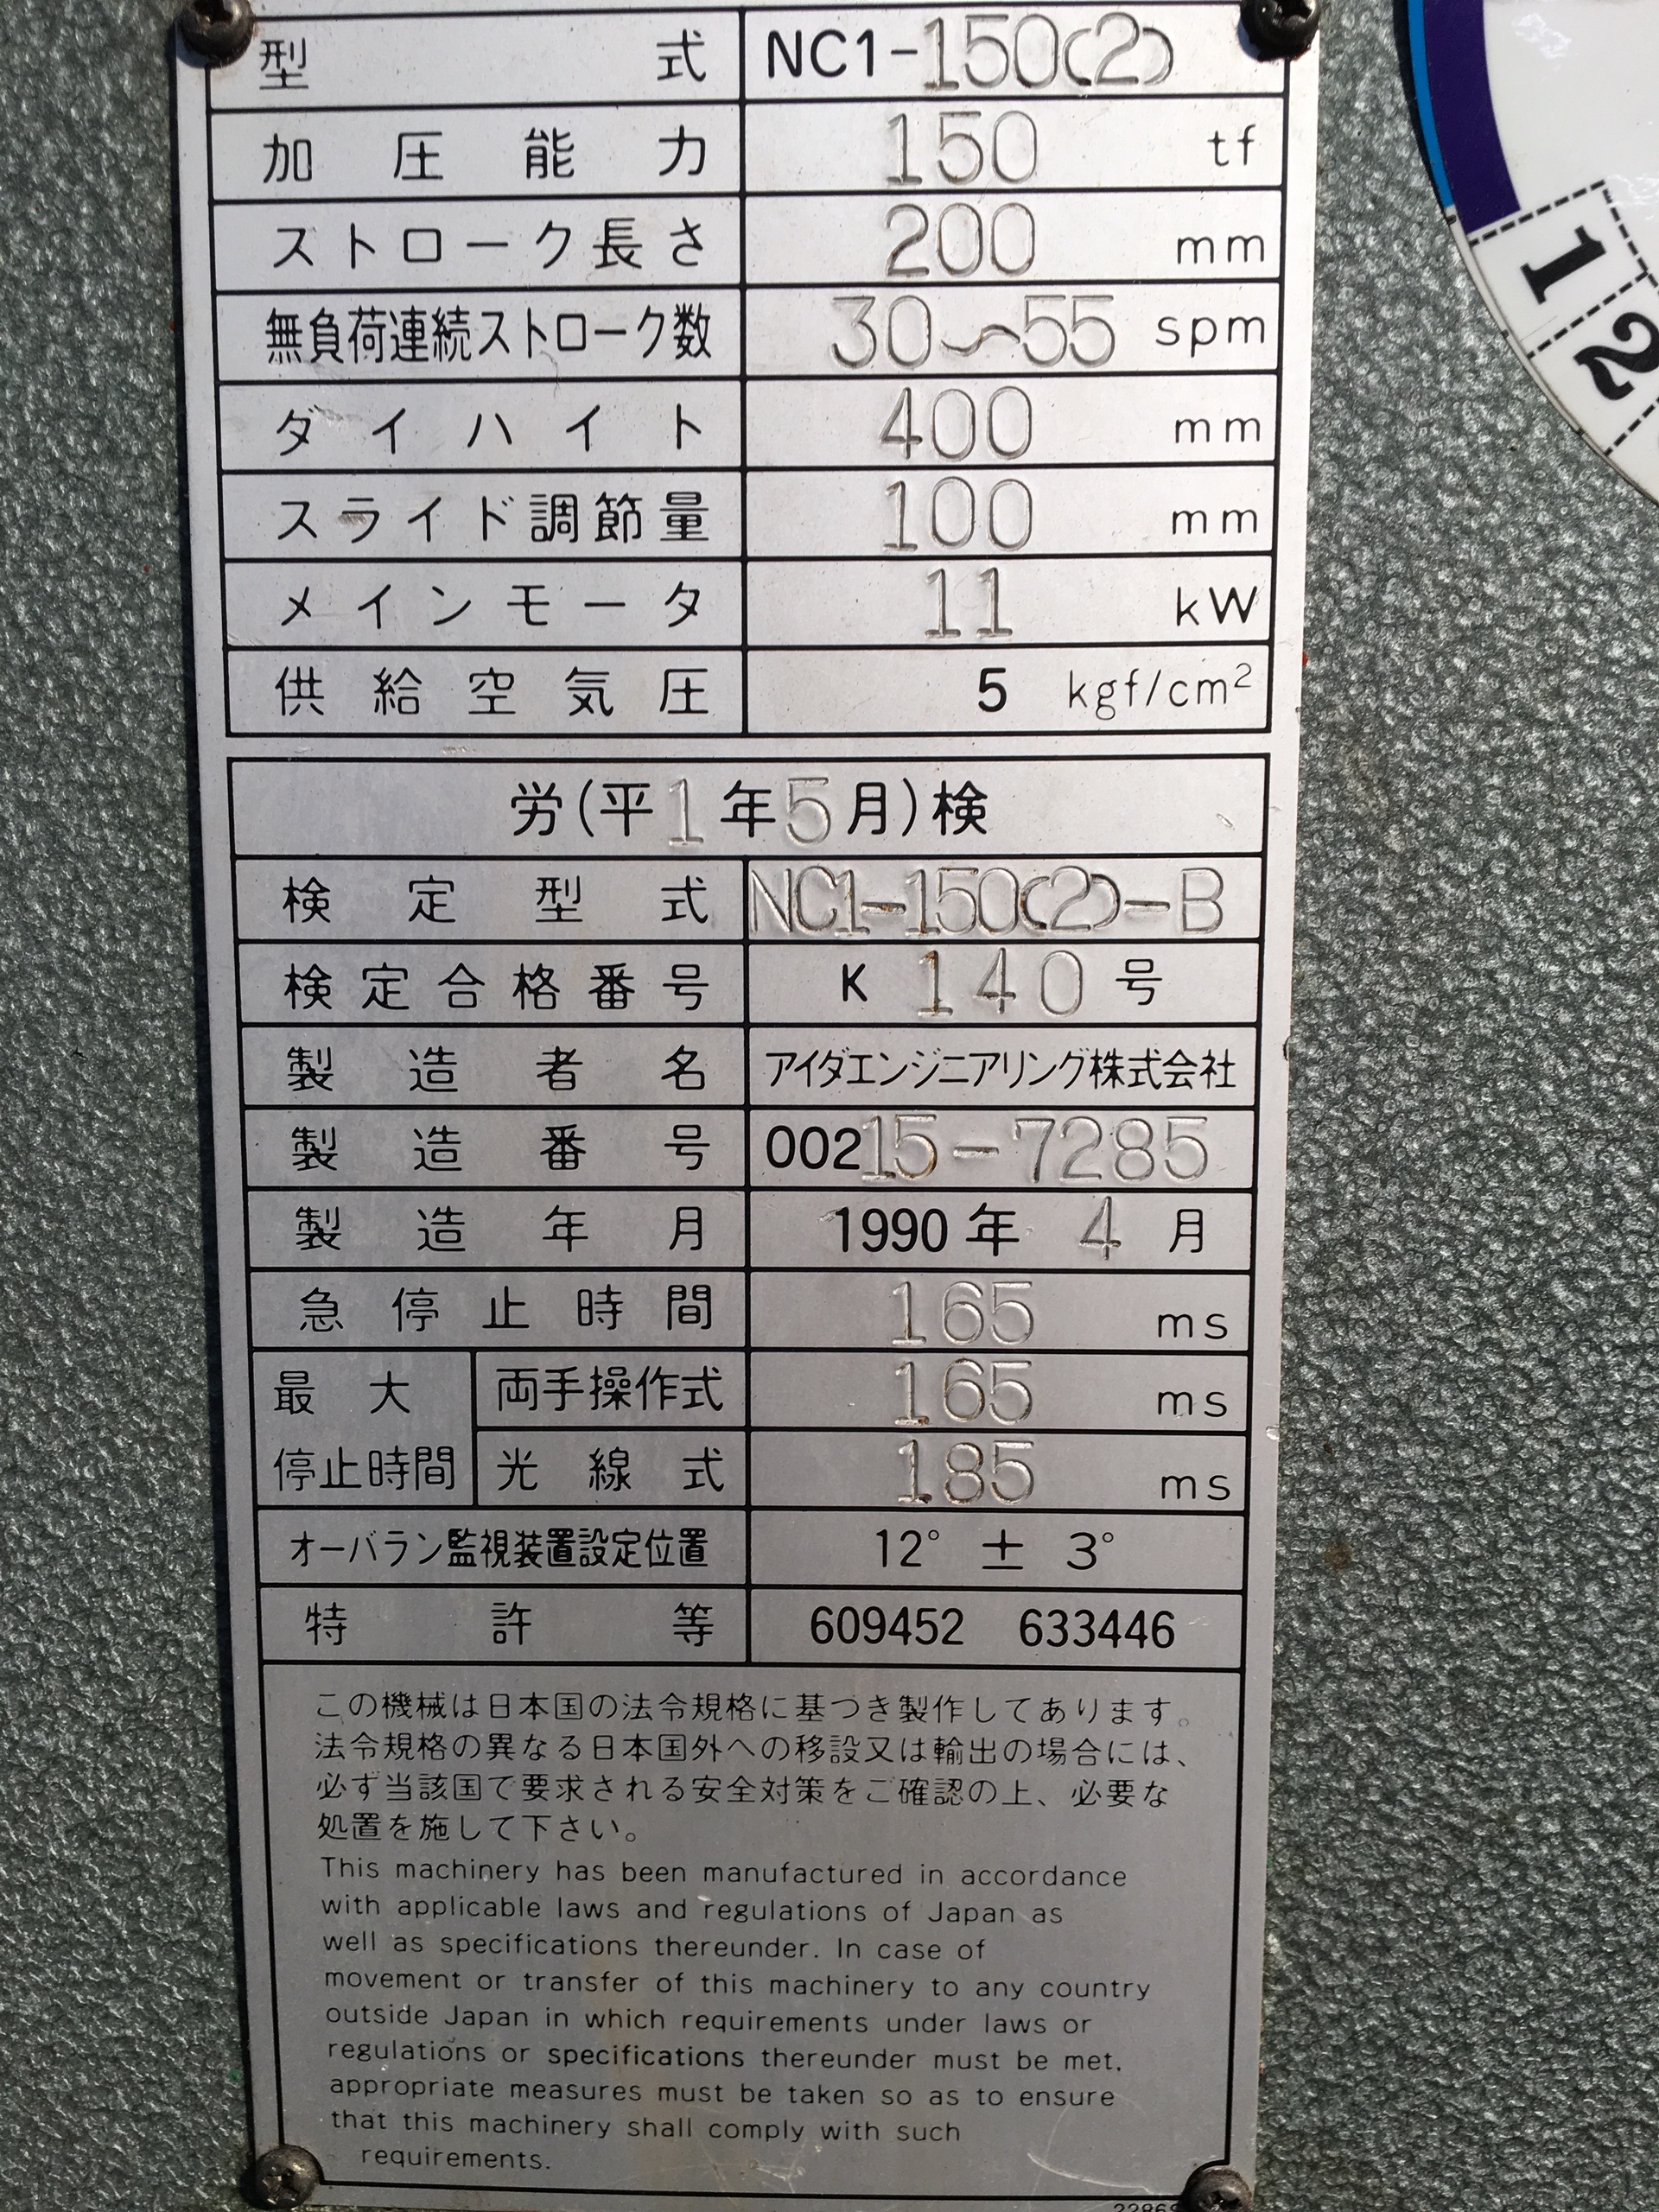 型式 NC1-150(2)
加圧能力 150 tf
ストローク長さ 200 mm
無負荷連続ストローク数 30~55 spm
ダイハイト 400 mm
スライド調節量 100 mm
メインモータ 11 kW
供給空気圧 5 kgf/cm²
労(平1年5月)検
検定型式 NC1-150(2)-B
検定合格番号 K 140号
製造者名 アイダエンジニアリング株式会社
製造番号 00215-7285
製造年月 1990年 4月
急停止時間 165 ms
最大停止時間 両手操作式 165 ms
光線式 185 ms
オーバラン監視装置設定位置 12° ± 3°
特許等 609452 633446
この機械は日本国の法令規格に基づき製作してあります。
法令規格の異なる日本国外への移設又は輸出の場合には、
必ず当該国で要求される安全対策をご確認の上、必要な
処置を施して下さい。
This machinery has been manufactured in accordance
with applicable laws and regulations of Japan as
well as specifications thereunder. In case of
movement or transfer of this machinery to any country
outside Japan in which requirements under laws or
regulations or specifications thereunder must be met.
appropriate measures must be taken so as to ensure
that this machinery shall comply with such
requirements.
1
2